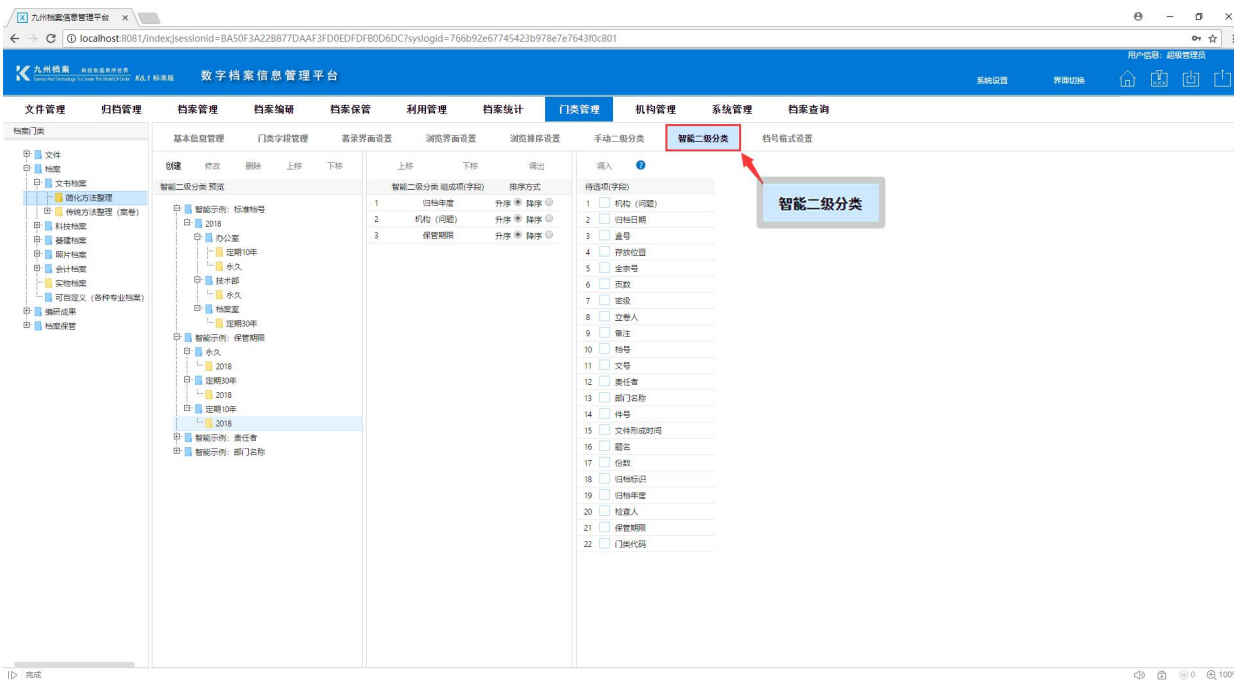 九州档案信息管理平台
localhost:8081/index;jsessionid=BA50F3A22B877DAAF3FD0EDFDFB0D6DC?syslogid=766b92e67745423b978e7e7643f0c801
用户信息: 超级管理员
九州档案 科技创造有序世界
K6.1 标准版 数字档案信息管理平台 系统设置 界面切换
文件管理 归档管理 档案管理 档案编研 档案保管 利用管理 档案统计 门类管理 机构管理 系统管理 档案查询
档案门类 基本信息管理 门类字段管理 著录界面设置 浏览界面设置 浏览排序设置 手动二级分类 智能二级分类 档号格式设置
文件
档案
文书档案
简化方法整理
传统方法整理（案卷）
科技档案
基建档案
照片档案
会计档案
实物档案
可自定义（各种专业档案）
编研成果
档案保管
创建 修改 删除 上移 下移
智能二级分类 预览
智能示例: 标准档号
2018
办公室
定期10年
永久
技术部
永久
档案室
定期30年
智能示例: 保管期限
永久
2018
定期30年
2018
定期10年
2018
智能示例: 责任者
智能示例: 部门名称
上移 下移 调出
智能二级分类 组成项(字段) 排序方式
1 归档年度 升序 降序
2 机构（问题） 升序 降序
3 保管期限 升序 降序
调入
待选项(字段)
1 机构（问题）
2 归档日期
3 盒号
4 存放位置
5 全宗号
6 页数
7 密级
8 立卷人
9 备注
10 档号
11 文号
12 责任者
13 部门名称
14 件号
15 文件形成时间
16 题名
17 份数
18 归档标识
19 归档年度
20 检查人
21 保管期限
22 门类代码
智能二级分类
完成
0 100%